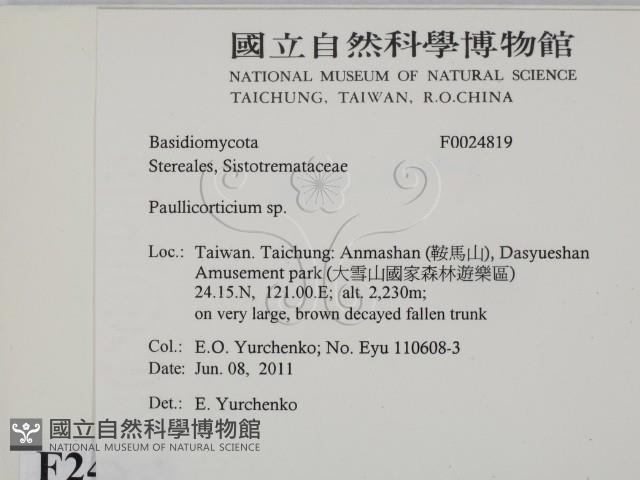 國立自然科學博物館
NATIONAL MUSEUM OF NATURAL SCIENCE
TAICHUNG, TAIWAN, R.O.CHINA
Basidiomycota F0024819
Stereales, Sistotremataceae
Paullicorticium sp.
Loc.: Taiwan. Taichung: Anmashan (鞍馬山), Dasyueshan
Amusement park (大雪山國家森林遊樂區)
24.15.N, 121.00.E; alt. 2,230m;
on very large, brown decayed fallen trunk
Col.: E.O. Yurchenko; No. Eyu 110608-3
Date: Jun. 08, 2011
Det.: E. Yurchenko
國立自然科學博物館
NATIONAL MUSEUM OF NATURAL SCIENCE